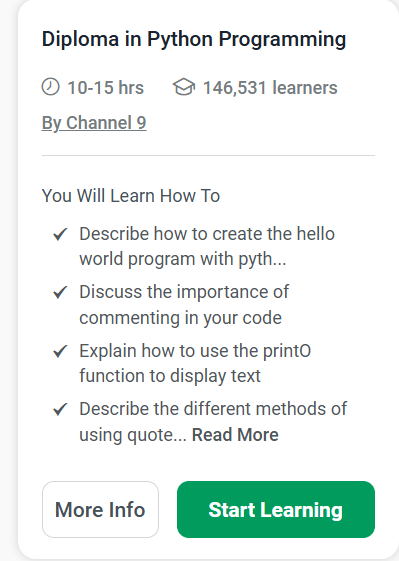 Diploma in Python Programming
10-15 hrs 146,531 learners
By Channel 9
You Will Learn How To
Describe how to create the hello
world program with pyth...
Discuss the importance of
commenting in your code
Explain how to use the printO
function to display text
Describe the different methods of
using quote... Read More
More Info Start Learning